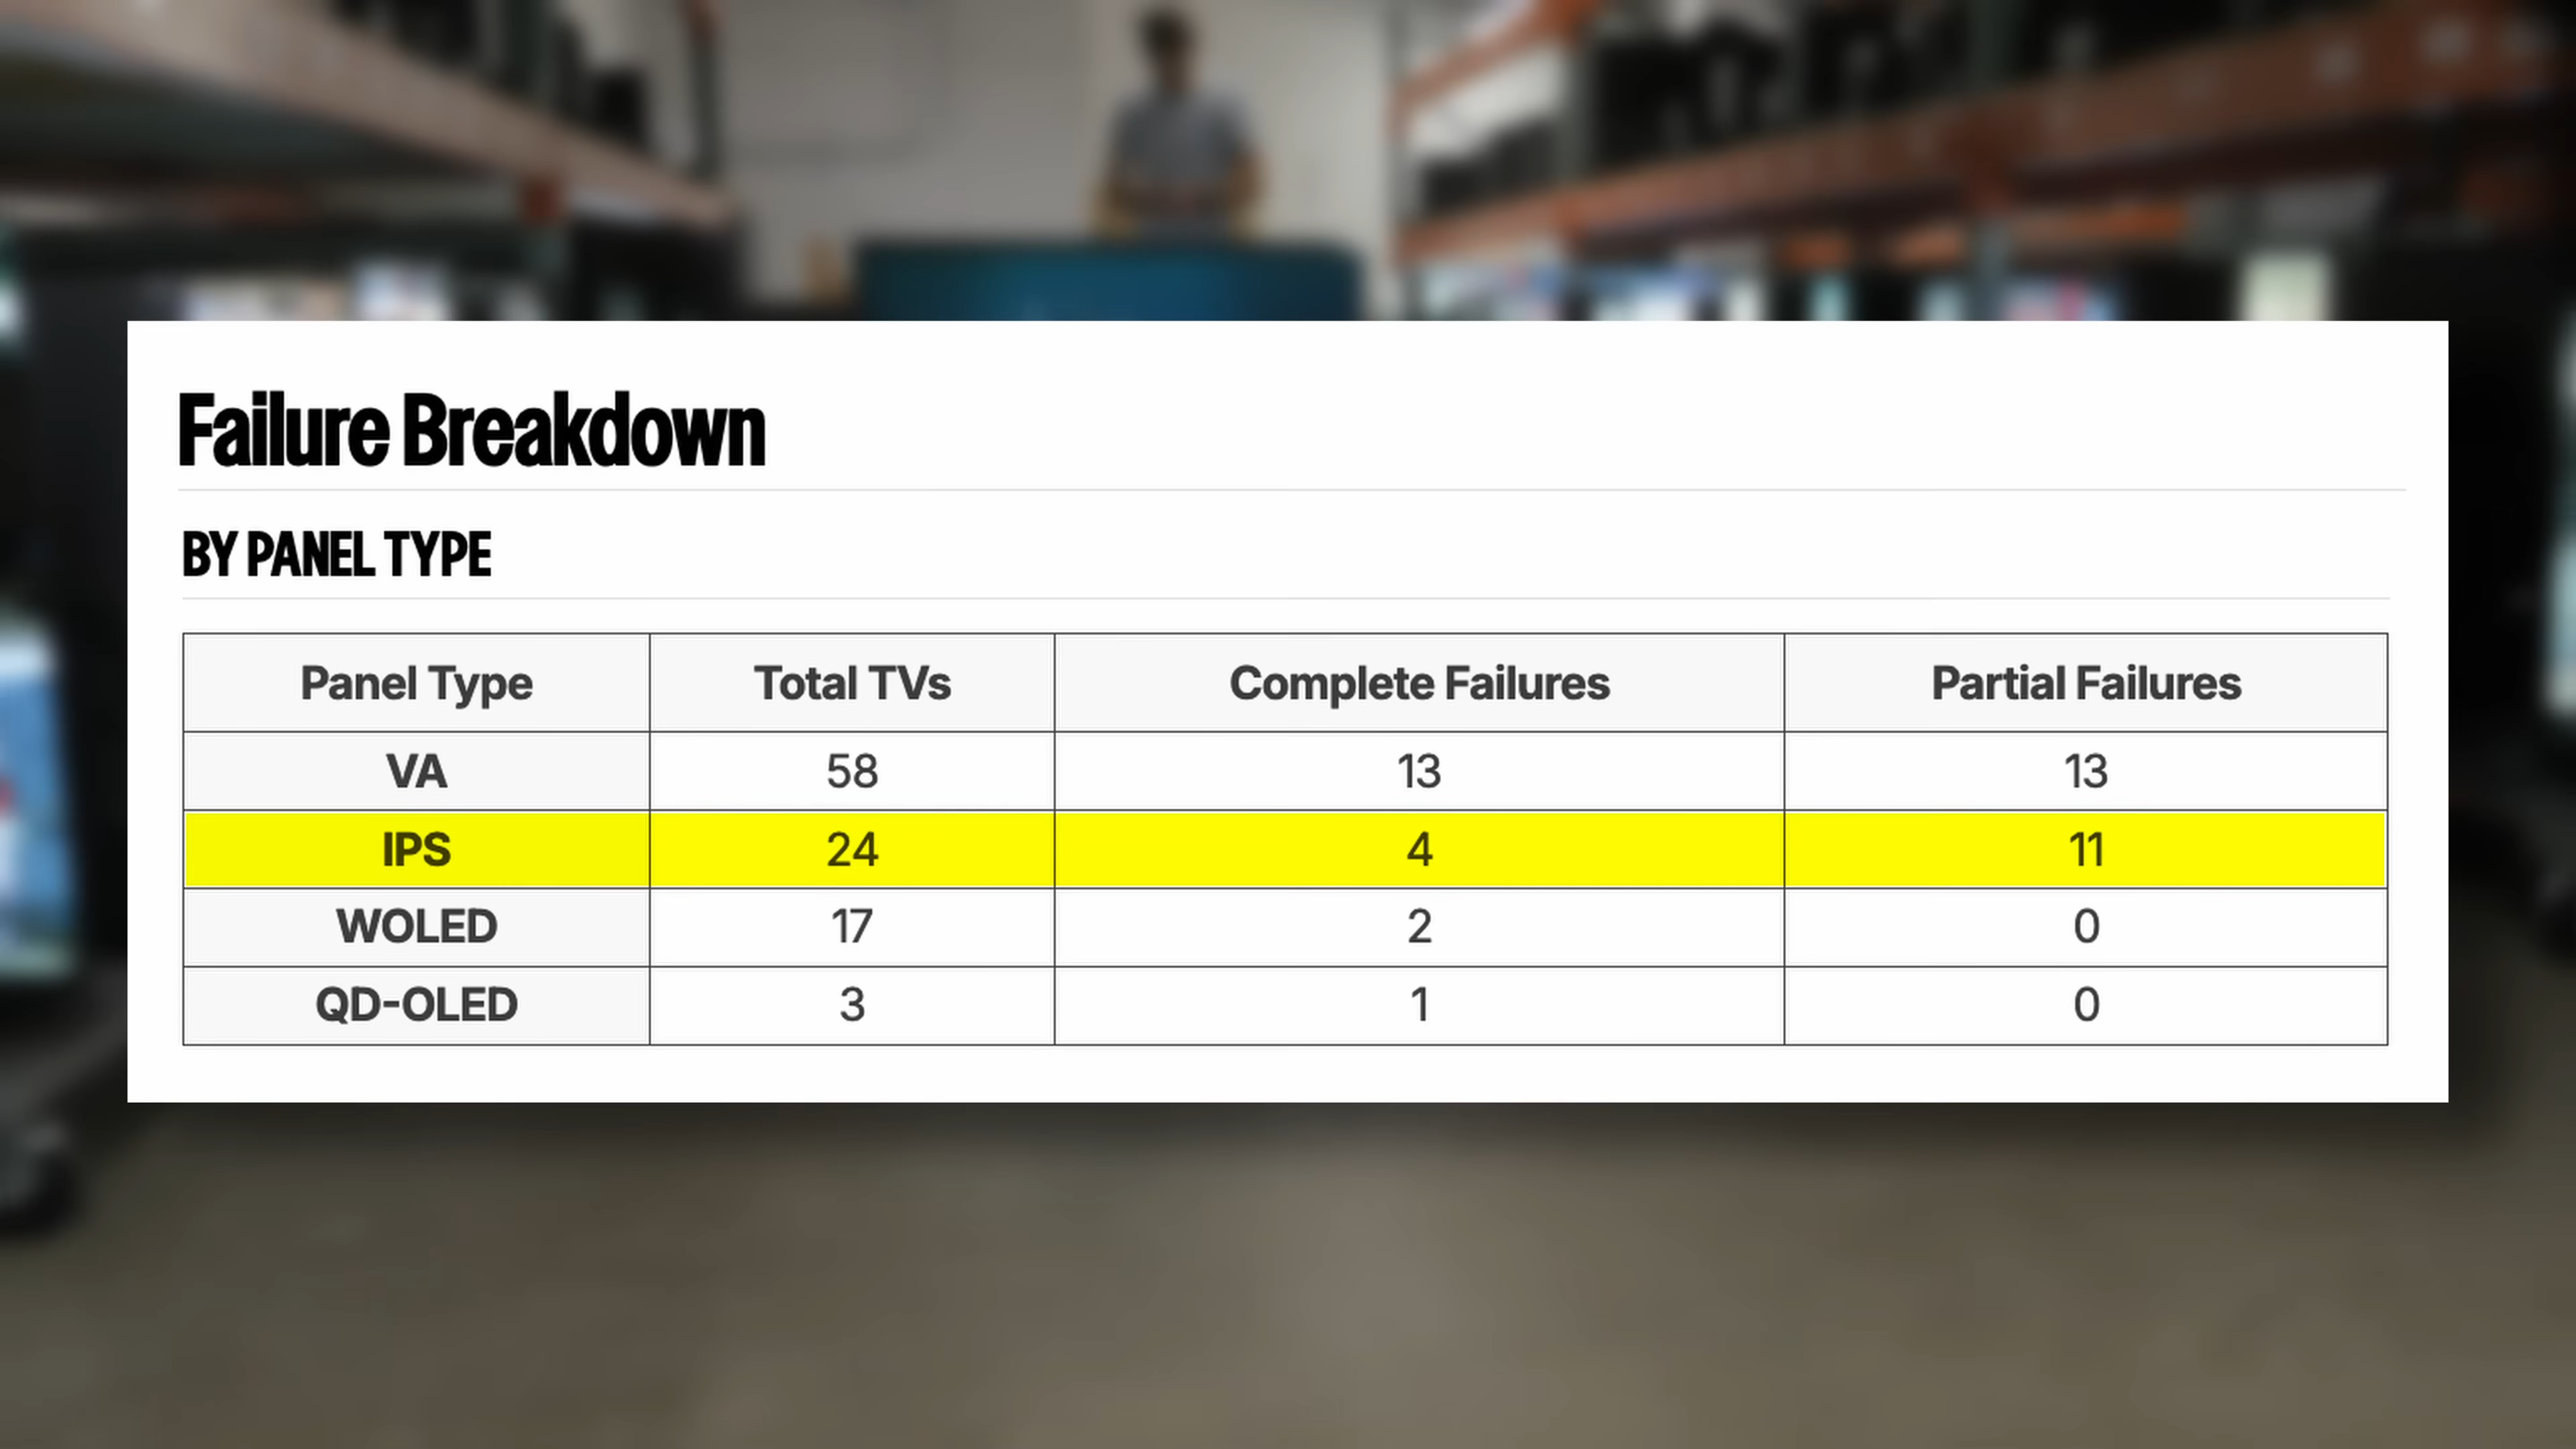 Failure Breakdown
BY PANEL TYPE
Panel Type Total TVs Complete Failures Partial Failures
VA 58 13 13
IPS 24 4 11
WOLED 17 2 0
QD-OLED 3 1 0